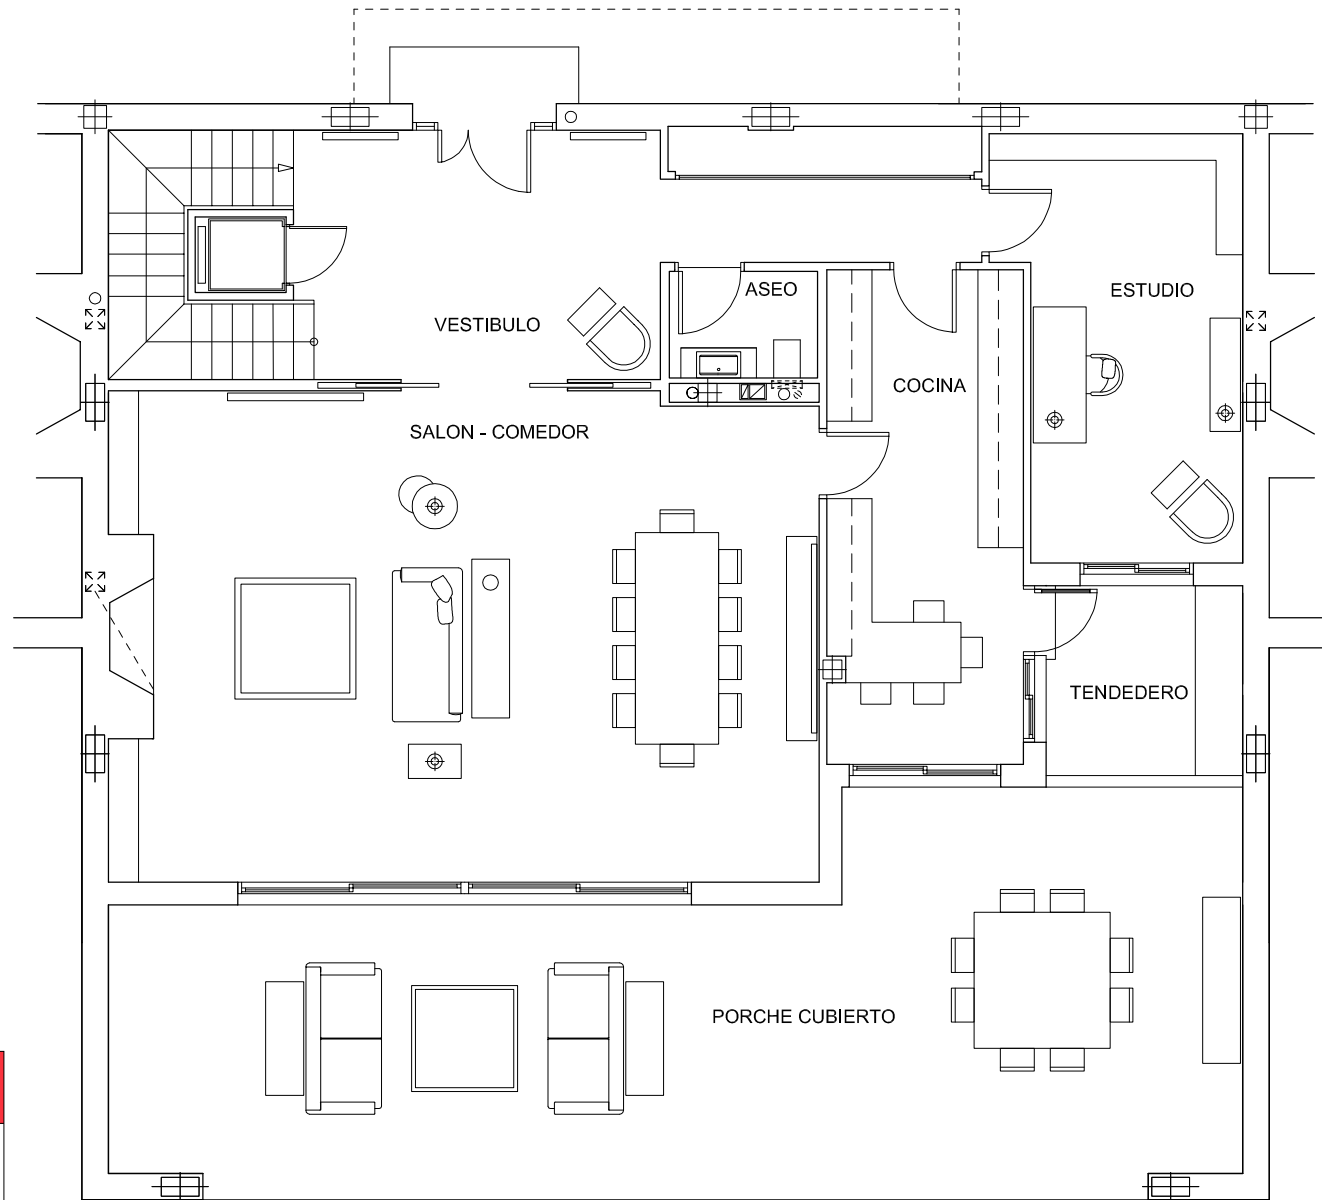 ASEO
ESTUDIO
VESTIBULO
COCINA
SALON - COMEDOR
TENDEDERO
PORCHE CUBIERTO